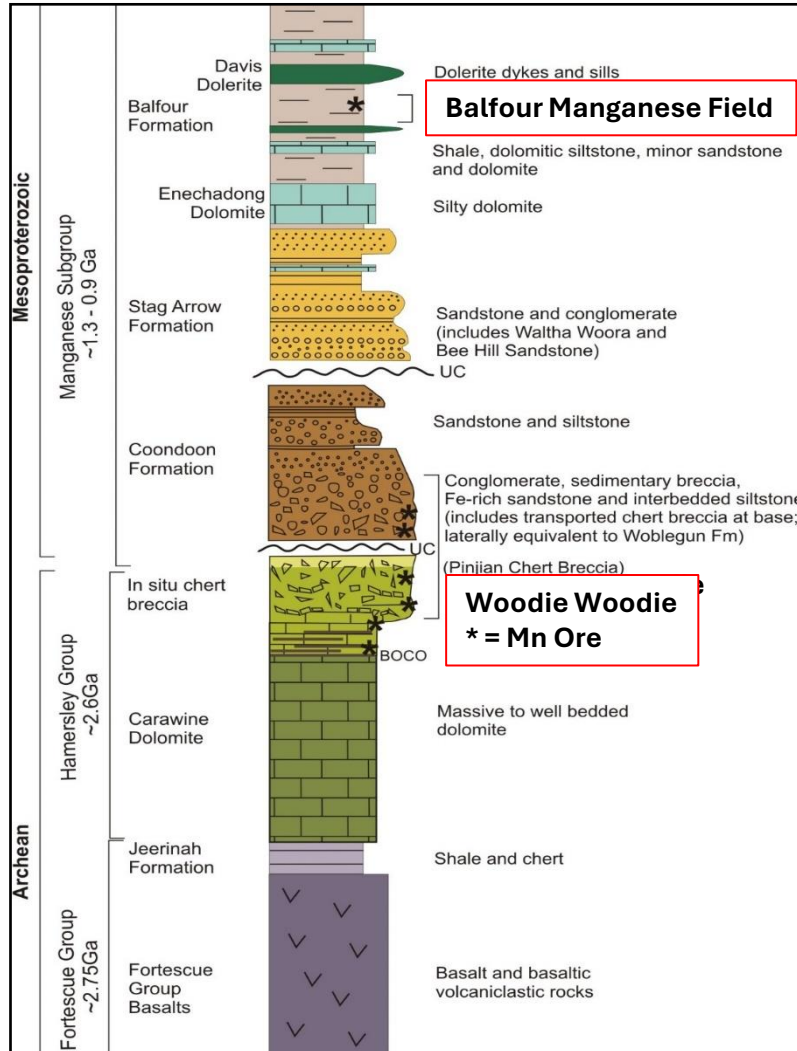 Mesoproterozoic
Manganese Subgroup
~1.3 - 0.9 Ga
Davis
Dolerite
Dolerite dykes and sills
Balfour
Formation
Balfour Manganese Field
Shale, dolomitic siltstone, minor sandstone
and dolomite
Enechadong
Dolomite
Silty dolomite
Stag Arrow
Formation
Sandstone and conglomerate
(includes Waltha Woora and
Bee Hill Sandstone)
UC
Sandstone and siltstone
Coondoon
Formation
Conglomerate, sedimentary breccia,
Fe-rich sandstone and interbedded siltstone
(includes transported chert breccia at base;
laterally equivalent to Woblegun Fm)
UC
(Pinjian Chert Breccia)
Archean
Hamersley Group
~2.6Ga
In situ chert
breccia
Woodie Woodie
* = Mn Ore
BOCO
Carawine
Dolomite
Massive to well bedded
dolomite
Fortescue Group
~2.75Ga
Jeerinah
Formation
Shale and chert
Fortescue
Group
Basalts
Basalt and basaltic
volcaniclastic rocks